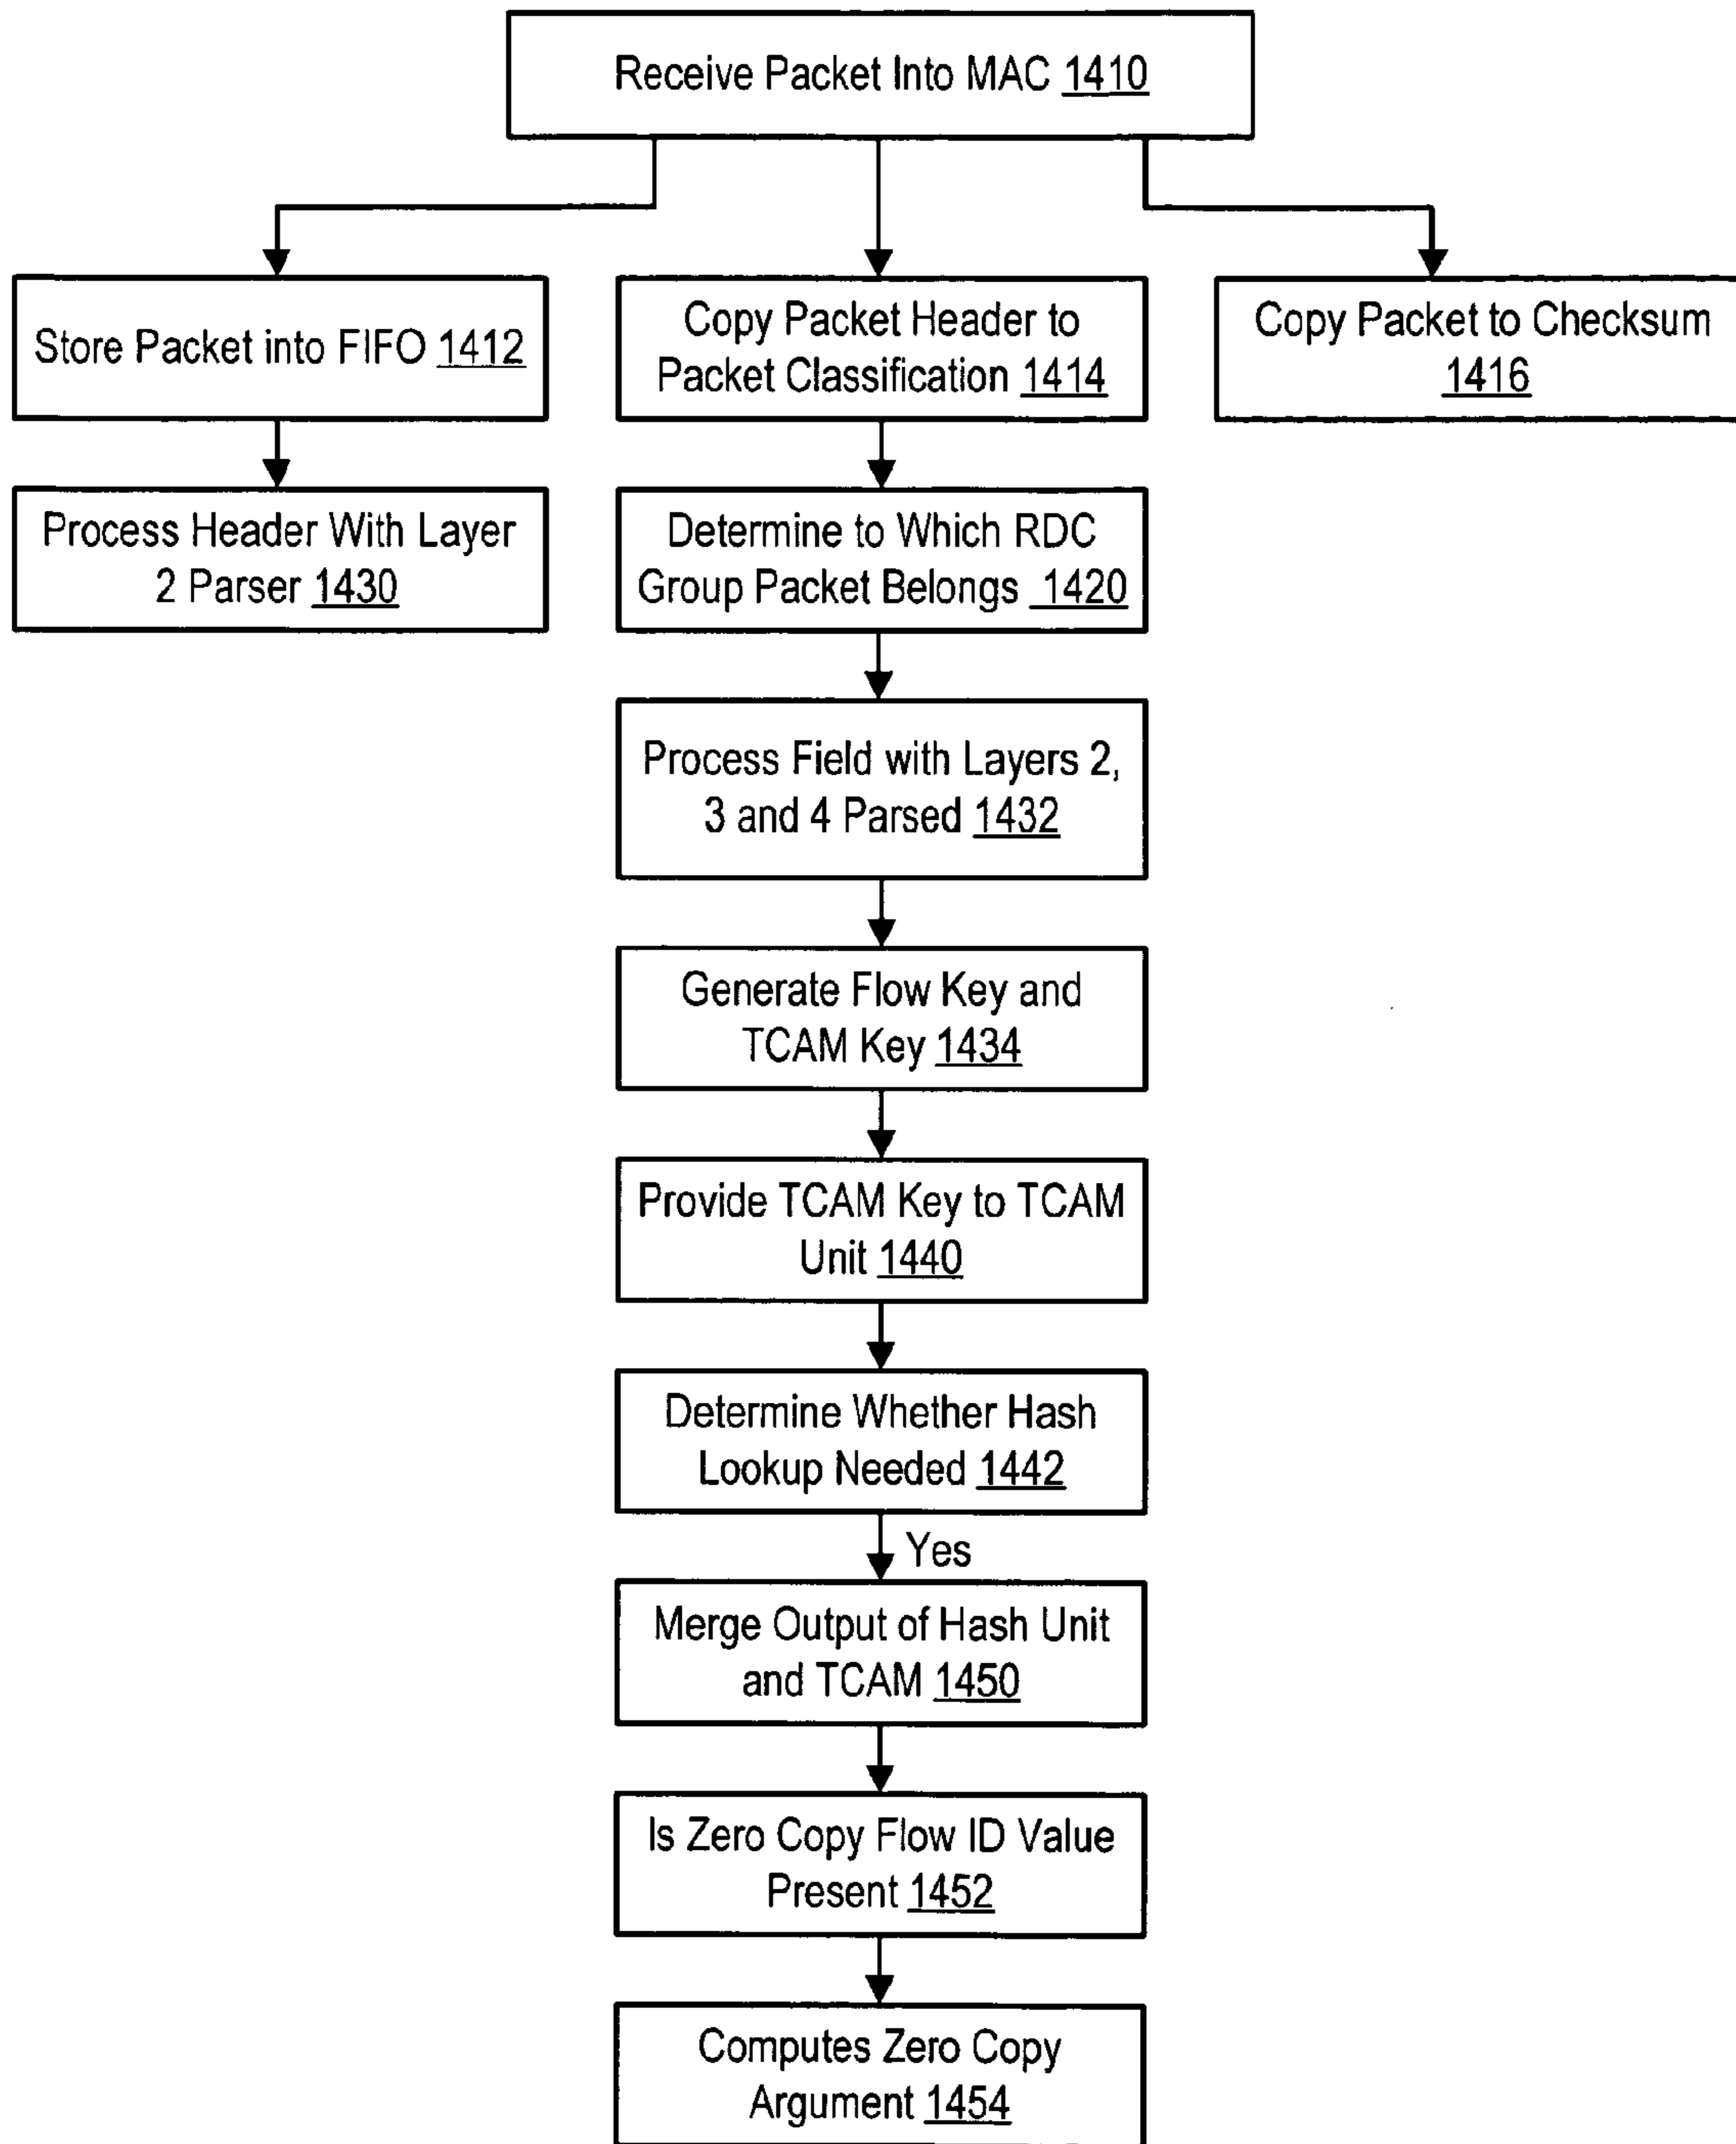 Receive Packet Into MAC 1410
Store Packet into FIFO 1412
Copy Packet Header to
Packet Classification 1414
Copy Packet to Checksum
1416
Process Header With Layer
2 Parser 1430
Determine to Which RDC
Group Packet Belongs 1420
Process Field with Layers 2,
3 and 4 Parsed 1432
Generate Flow Key and
TCAM Key 1434
Provide TCAM Key to TCAM
Unit 1440
Determine Whether Hash
Lookup Needed 1442
Yes
Merge Output of Hash Unit
and TCAM 1450
Is Zero Copy Flow ID Value
Present 1452
Computes Zero Copy
Argument 1454